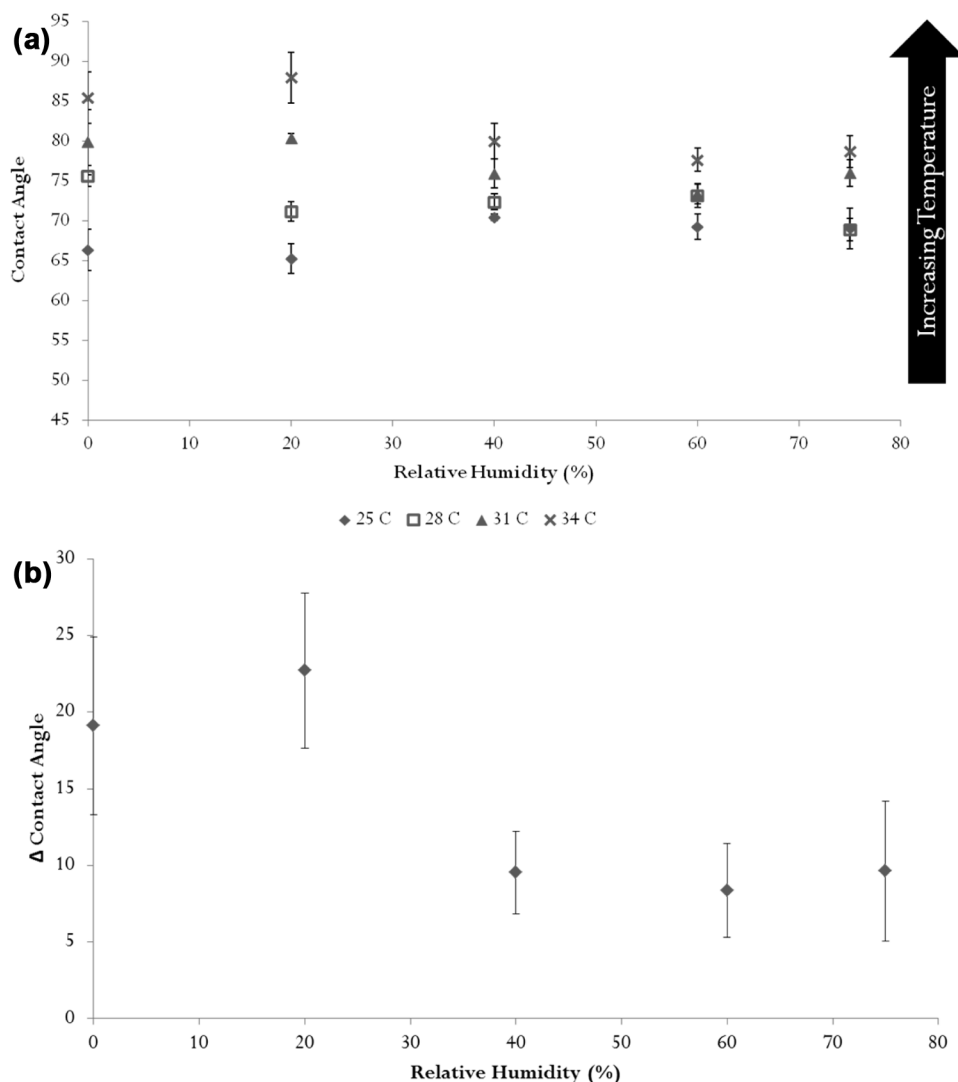 (a)
95
90
85
80
75
70
65
60
55
50
45
Contact Angle
0 10 20 30 40 50 60 70 80
Relative Humidity (%)
Increasing Temperature
25 C 28 C 31 C 34 C
(b)
30
25
20
15
10
5
0
Δ Contact Angle
0 10 20 30 40 50 60 70 80
Relative Humidity (%)